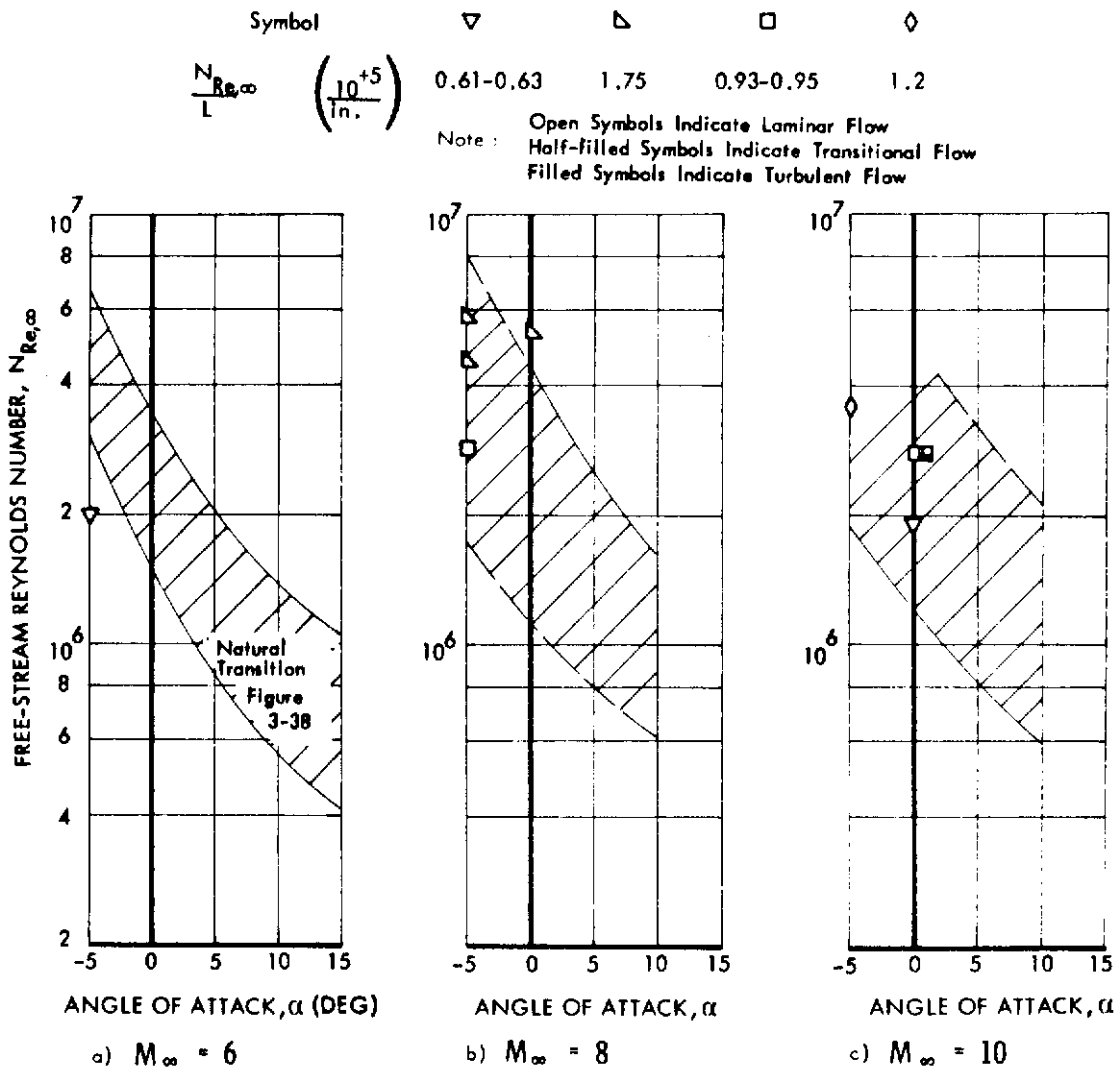 Symbol
N_Re,∞ / L (10^+5 / in.) 0.61-0.63 1.75 0.93-0.95 1.2
Note : Open Symbols Indicate Laminar Flow
Half-filled Symbols Indicate Transitional Flow
Filled Symbols Indicate Turbulent Flow
FREE-STREAM REYNOLDS NUMBER, N_Re,∞
10^7
8
6
4
2
10^6
8
6
4
2
Natural
Transition
Figure
3-38
-5 0 5 10 15
ANGLE OF ATTACK, α (DEG)
a) M∞ = 6
10^7
10^6
-5 0 5 10 15
ANGLE OF ATTACK, α
b) M∞ = 8
10^7
10^6
-5 0 5 10 15
ANGLE OF ATTACK, α
c) M∞ = 10